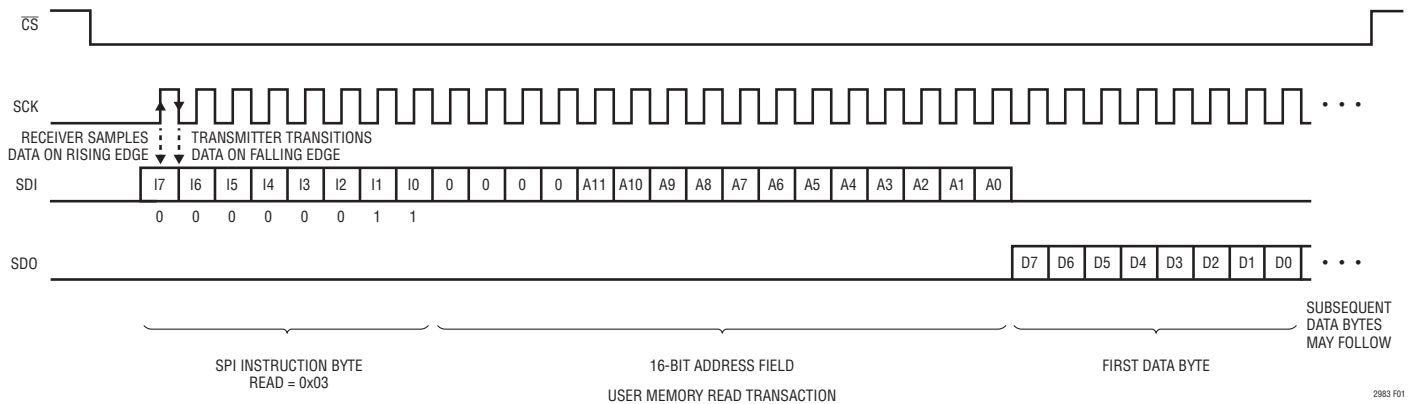 CS
SCK
RECEIVER SAMPLES
DATA ON RISING EDGE
TRANSMITTER TRANSITIONS
DATA ON FALLING EDGE
SDI
I7 I6 I5 I4 I3 I2 I1 I0 0 0 0 0 A11 A10 A9 A8 A7 A6 A5 A4 A3 A2 A1 A0
0 0 0 0 0 0 1 1
SDO
D7 D6 D5 D4 D3 D2 D1 D0
SUBSEQUENT
DATA BYTES
MAY FOLLOW
SPI INSTRUCTION BYTE
READ = 0x03
16-BIT ADDRESS FIELD
FIRST DATA BYTE
USER MEMORY READ TRANSACTION
2983 F01